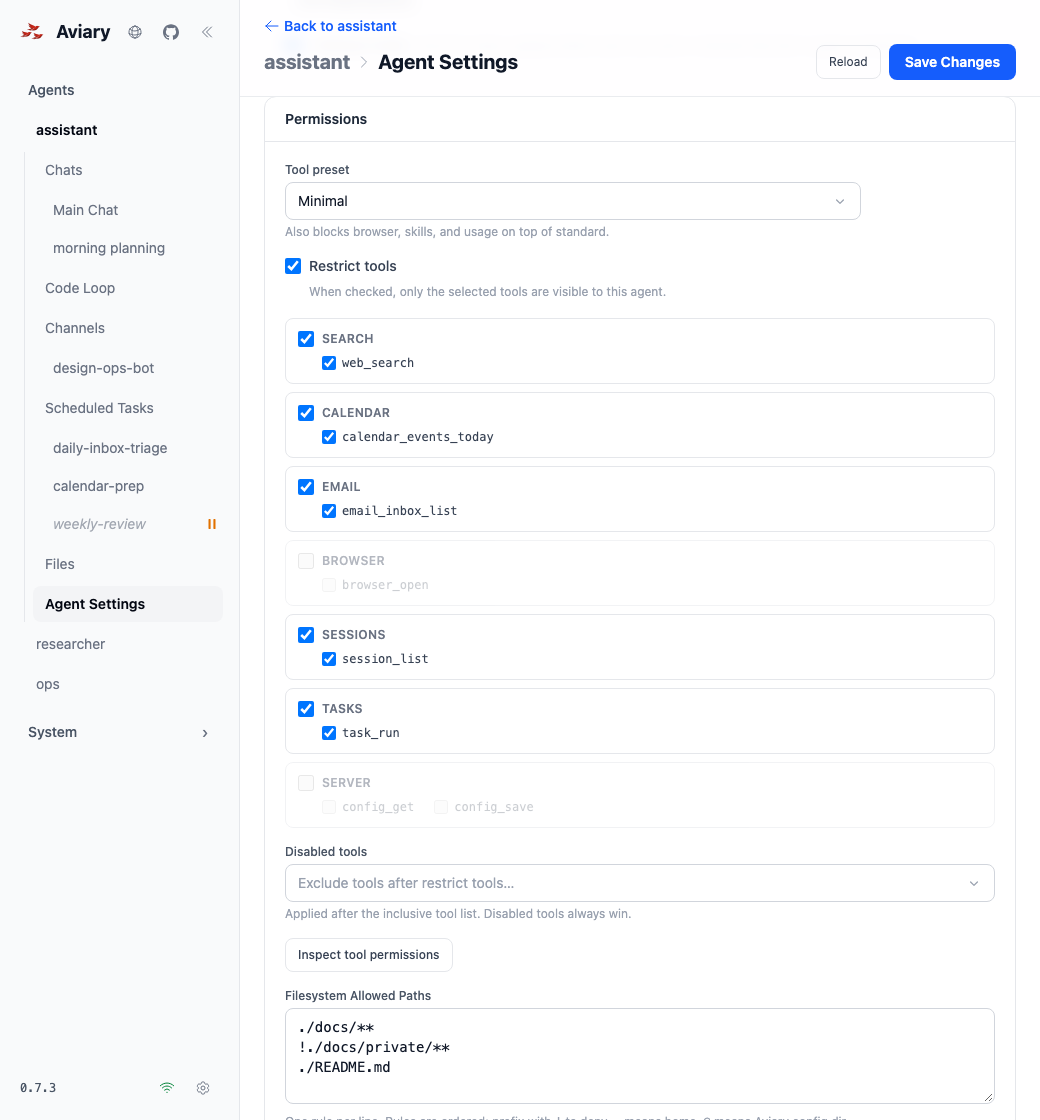 Aviary
Agents
assistant
Chats
Main Chat
morning planning
Code Loop
Channels
design-ops-bot
Scheduled Tasks
daily-inbox-triage
calendar-prep
weekly-review
Files
Agent Settings
researcher
ops
System
0.7.3
Back to assistant
assistant Agent Settings
Reload
Save Changes
Permissions
Tool preset
Minimal
Also blocks browser, skills, and usage on top of standard.
Restrict tools
When checked, only the selected tools are visible to this agent.
SEARCH
web_search
CALENDAR
calendar_events_today
EMAIL
email_inbox_list
BROWSER
browser_open
SESSIONS
session_list
TASKS
task_run
SERVER
config_get config_save
Disabled tools
Exclude tools after restrict tools...
Applied after the inclusive tool list. Disabled tools always win.
Inspect tool permissions
Filesystem Allowed Paths
./docs/**
!./docs/private/**
./README.md